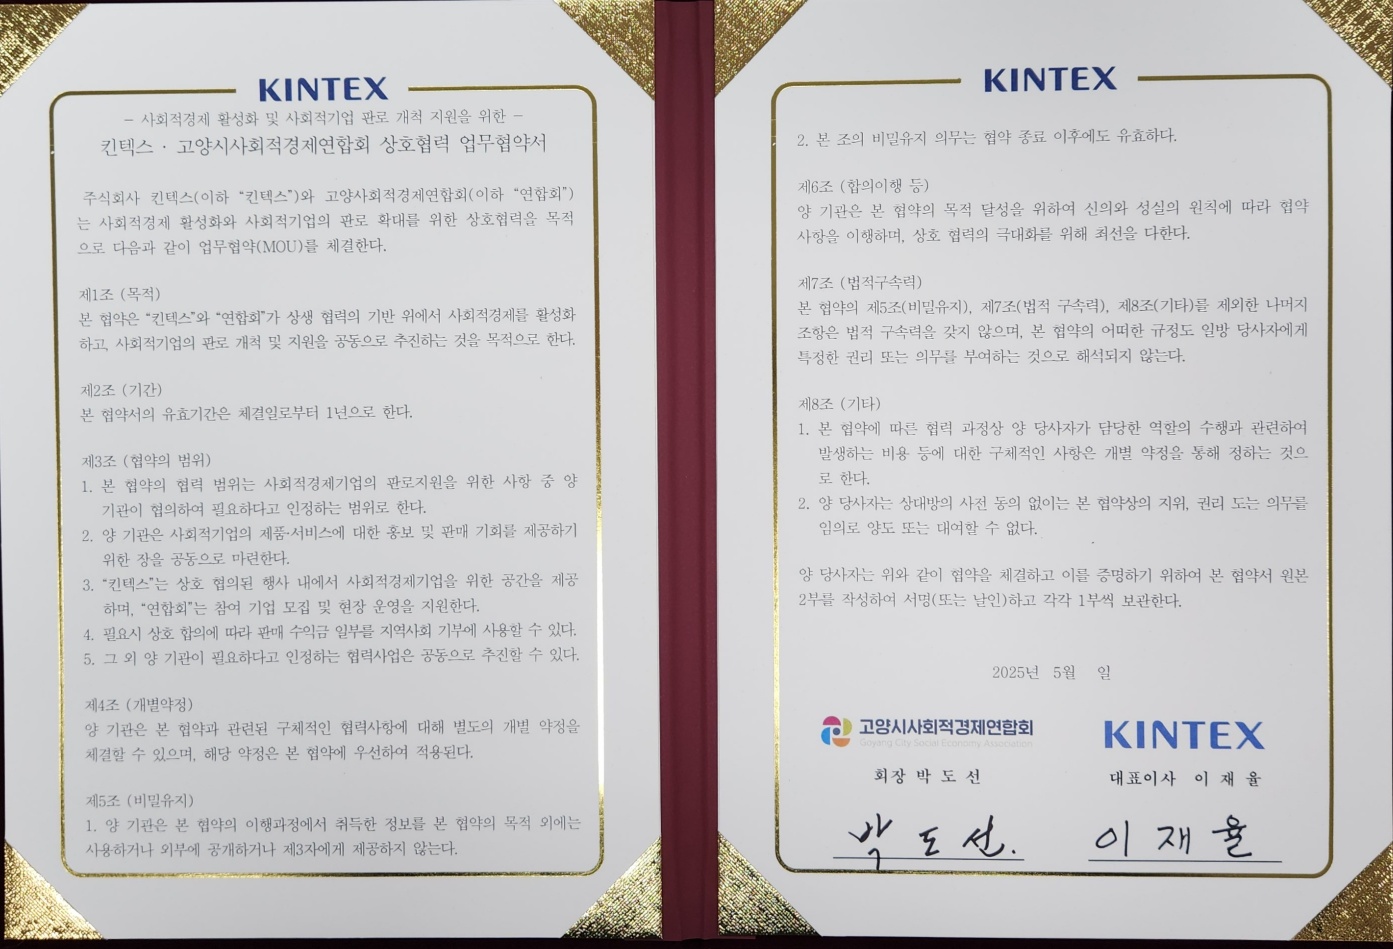 KINTEX
- 사회적경제 활성화 및 사회적기업 판로 개척 지원을 위한 -
킨텍스 · 고양시사회적경제연합회 상호협력 업무협약서
주식회사 킨텍스(이하 “킨텍스”)와 고양사회적경제연합회(이하 “연합회”)
는 사회적경제 활성화와 사회적기업의 판로 확대를 위한 상호협력을 목적
으로 다음과 같이 업무협약(MOU)를 체결한다.
제1조 (목적)
본 협약은 “킨텍스”와 “연합회”가 상생 협력의 기반 위에서 사회적경제를 활성화
하고, 사회적기업의 판로 개척 및 지원을 공동으로 추진하는 것을 목적으로 한다.
제2조 (기간)
본 협약서의 유효기간은 체결일로부터 1년으로 한다.
제3조 (협약의 범위)
1. 본 협약의 협력 범위는 사회적경제기업의 판로지원을 위한 사항 중 양
기관이 협의하여 필요하다고 인정하는 범위로 한다.
2. 양 기관은 사회적기업의 제품·서비스에 대한 홍보 및 판매 기회를 제공하기
위한 장을 공동으로 마련한다.
3. “킨텍스”는 상호 협의된 행사 내에서 사회적경제기업을 위한 공간을 제공
하며, “연합회”는 참여 기업 모집 및 현장 운영을 지원한다.
4. 필요시 상호 합의에 따라 판매 수익금 일부를 지역사회 기부에 사용할 수 있다.
5. 그 외 양 기관이 필요하다고 인정하는 협력사업은 공동으로 추진할 수 있다.
제4조 (개별약정)
양 기관은 본 협약과 관련된 구체적인 협력사항에 대해 별도의 개별 약정을
체결할 수 있으며, 해당 약정은 본 협약에 우선하여 적용된다.
제5조 (비밀유지)
1. 양 기관은 본 협약의 이행과정에서 취득한 정보를 본 협약의 목적 외에는
사용하거나 외부에 공개하거나 제3자에게 제공하지 않는다.
KINTEX
2. 본 조의 비밀유지 의무는 협약 종료 이후에도 유효하다.
제6조 (합의이행 등)
양 기관은 본 협약의 목적 달성을 위하여 신의와 성실의 원칙에 따라 협약
사항을 이행하며, 상호 협력의 극대화를 위해 최선을 다한다.
제7조 (법적구속력)
본 협약의 제5조(비밀유지), 제7조(법적 구속력), 제8조(기타)를 제외한 나머지
조항은 법적 구속력을 갖지 않으며, 본 협약의 어떠한 규정도 일방 당사자에게
특정한 권리 또는 의무를 부여하는 것으로 해석되지 않는다.
제8조 (기타)
1. 본 협약에 따른 협력 과정상 양 당사자가 담당한 역할의 수행과 관련하여
발생하는 비용 등에 대한 구체적인 사항은 개별 약정을 통해 정하는 것으
로 한다.
2. 양 당사자는 상대방의 사전 동의 없이는 본 협약상의 지위, 권리 도는 의무를
임의로 양도 또는 대여할 수 없다.
양 당사자는 위와 같이 협약을 체결하고 이를 증명하기 위하여 본 협약서 원본
2부를 작성하여 서명(또는 날인)하고 각각 1부씩 보관한다.
2025년 5월 일
고양시사회적경제연합회 KINTEX
Goyang City Social Economy Association
회장 박 도 선 대표이사 이 재 율
박 도 선. 이 재 율